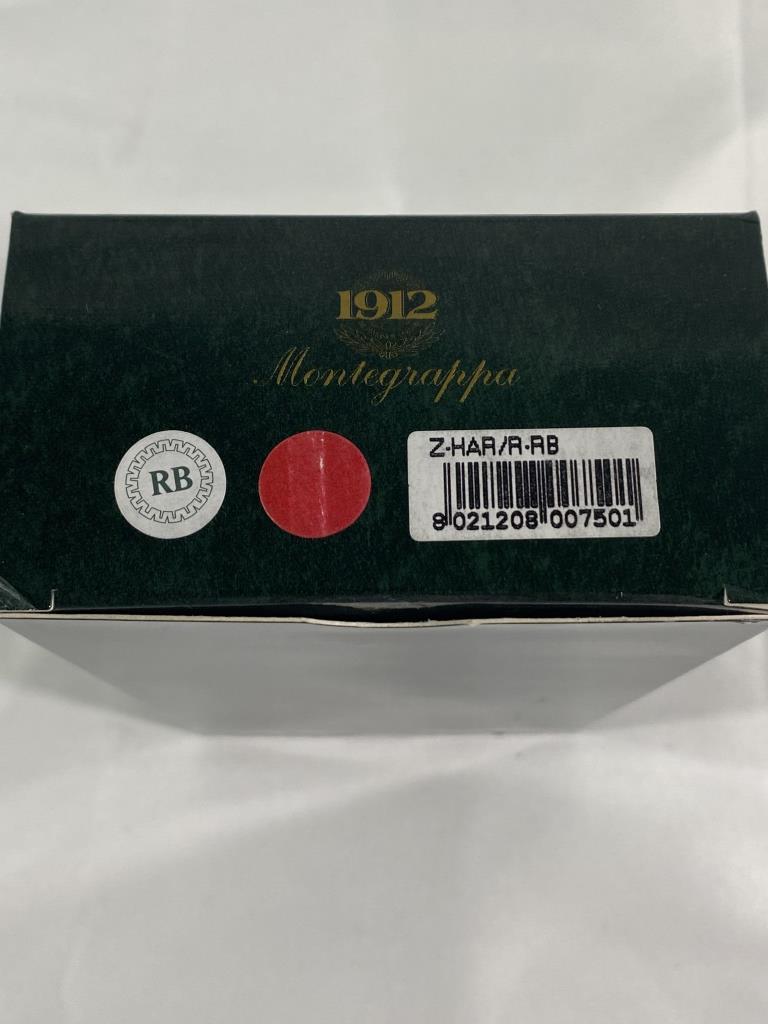 1912
Montegrappa
RB
Z-HAR/R-RB
8 021208 007501